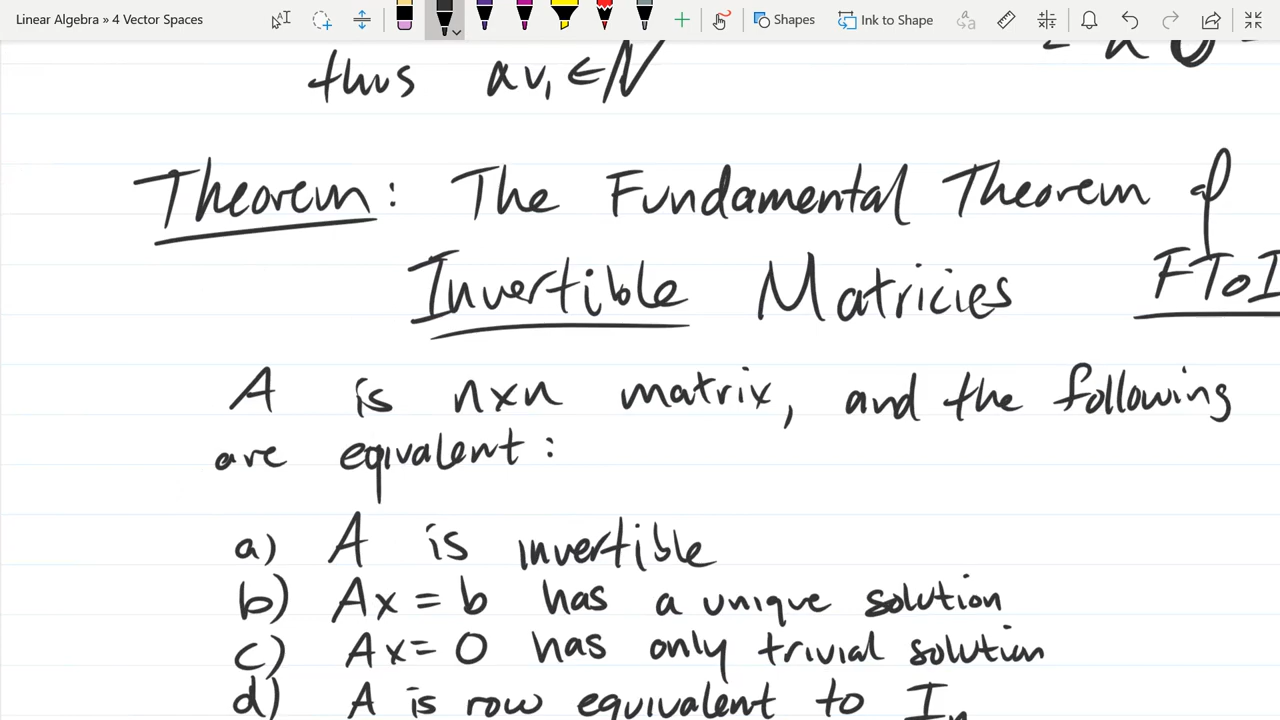 Linear Algebra » 4 Vector Spaces Shapes Ink to Shape
thus av₁ ∈ N
Theorem: The Fundamental Theorem of
Invertible Matricies FToI
A is n×n matrix, and the following
are eqivalent:
a) A is invertible
b) Ax = b has a unique solution
c) Ax = 0 has only trivial solution
d) A is row equivalent to Iₙ